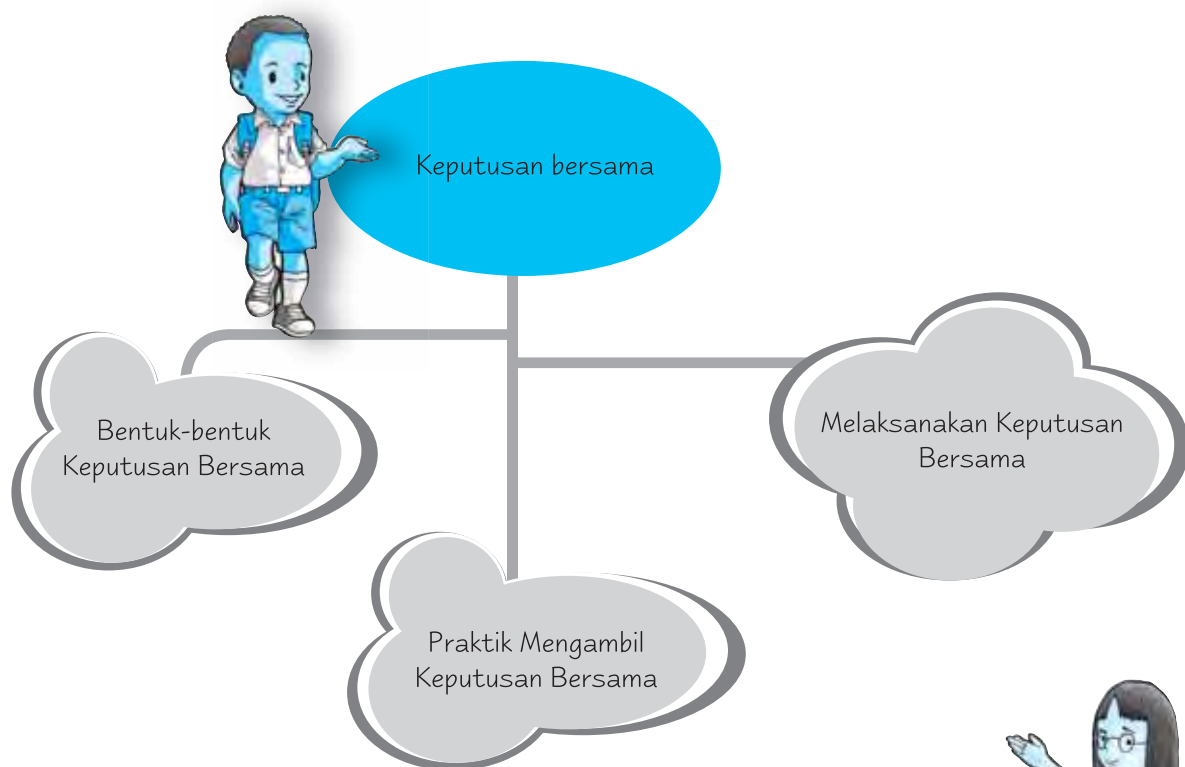 Keputusan bersama
Bentuk-bentuk
Keputusan Bersama
Melaksanakan Keputusan
Bersama
Praktik Mengambil
Keputusan Bersama